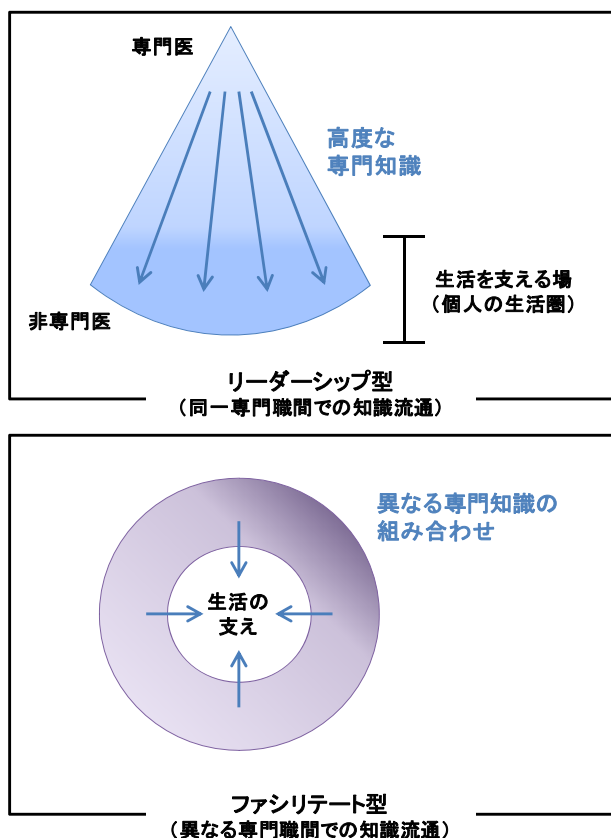 専門医
高度な
専門知識
生活を支える場
（個人の生活圏）
非専門医
リーダーシップ型
（同一専門職間での知識流通）
異なる専門知識の
組み合わせ
生活の
支え
ファシリテート型
（異なる専門職間での知識流通）